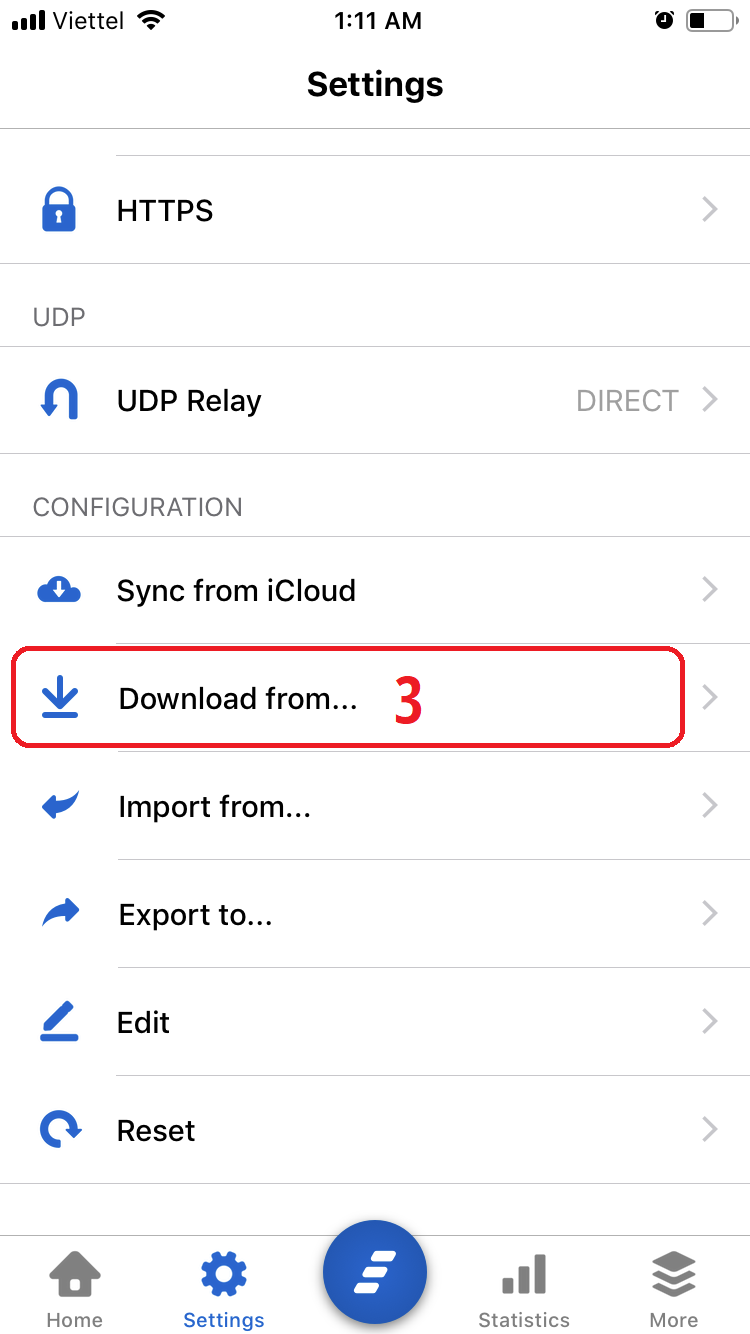 Viettel 1:11 AM
Settings
HTTPS
UDP
UDP Relay DIRECT
CONFIGURATION
Sync from iCloud
Download from... 3
Import from...
Export to...
Edit
Reset
Home Settings Statistics More